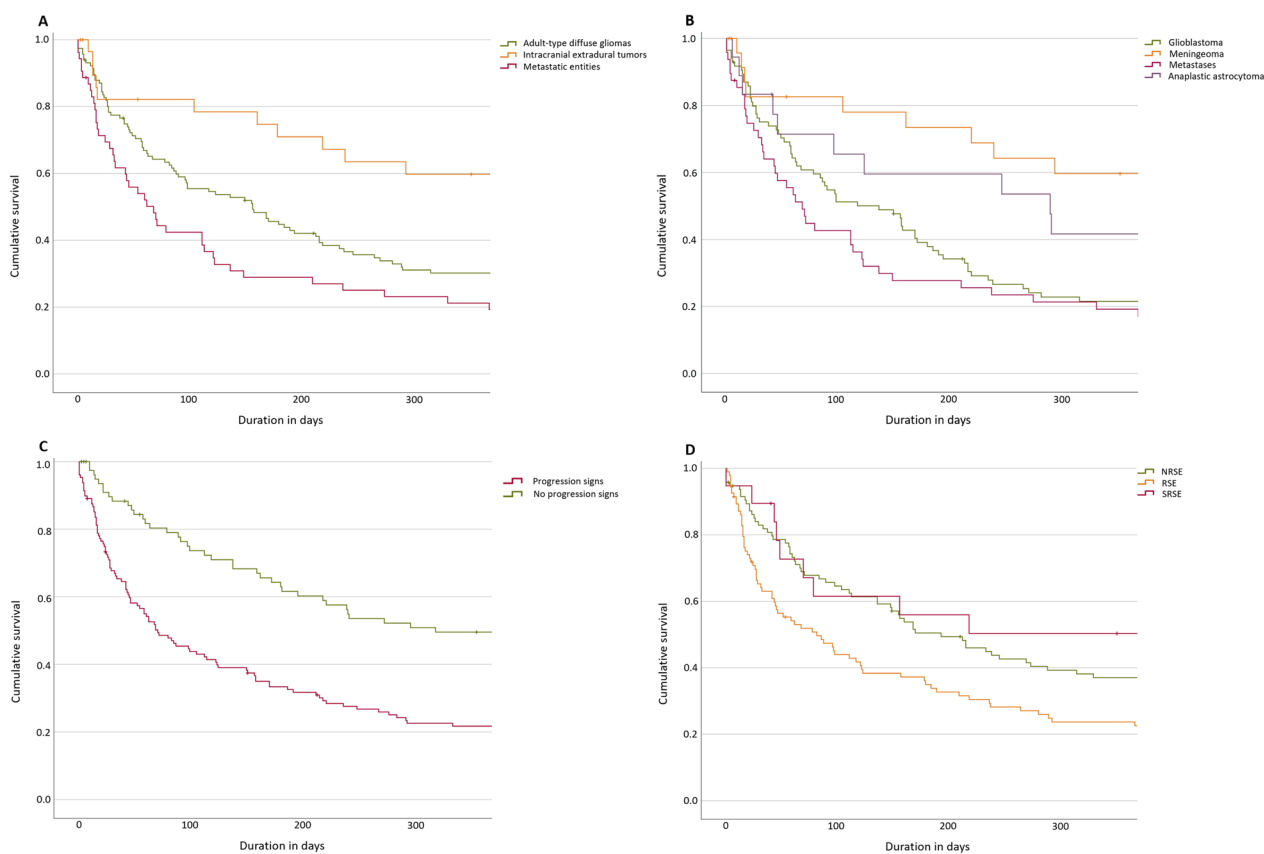 A
Adult-type diffuse gliomas
Intracranial extradural tumors
Metastatic entities
1.0
0.8
0.6
0.4
0.2
0.0
Cumulative survival
0 100 200 300
Duration in days
B
Glioblastoma
Meningeoma
Metastases
Anaplastic astrocytoma
1.0
0.8
0.6
0.4
0.2
0.0
Cumulative survival
0 100 200 300
Duration in days
C
Progression signs
No progression signs
1.0
0.8
0.6
0.4
0.2
0.0
Cumulative survival
0 100 200 300
Duration in days
D
NRSE
RSE
SRSE
1.0
0.8
0.6
0.4
0.2
0.0
Cumulative survival
0 100 200 300
Duration in days